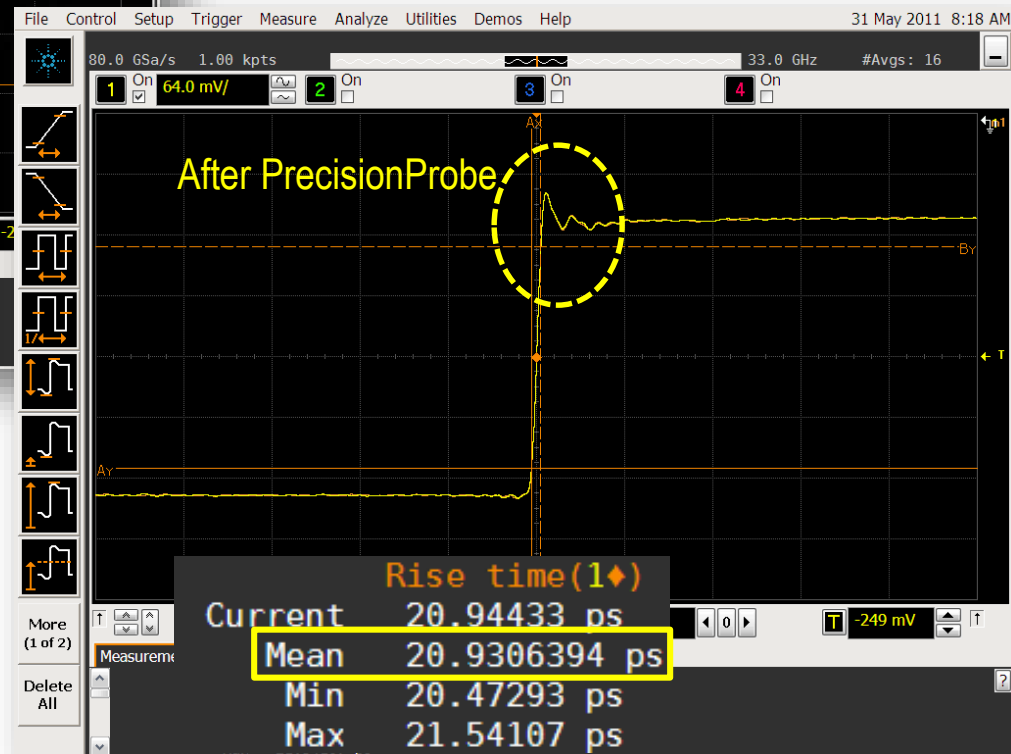 File Control Setup Trigger Measure Analyze Utilities Demos Help 31 May 2011 8:18 AM
80.0 GSa/s 1.00 kpts 33.0 GHz #Avgs: 16
1 On 64.0 mV/ 2 On 3 On 4 On
AX
After PrecisionProbe
-2
BY
T
AY
1/
Rise time(1♦)
Current 20.94433 ps
Mean 20.9306394 ps
Min 20.47293 ps
Max 21.54107 ps
More
(1 of 2)
Delete
All
0
T -249 mV
Measureme
?